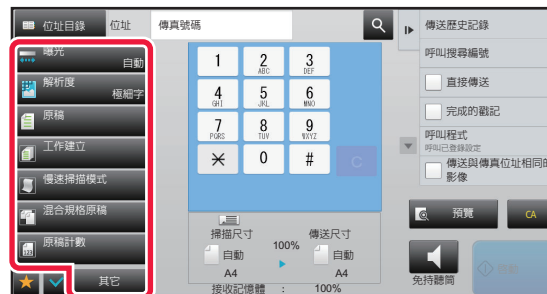 位址目錄
位址
傳真號碼
曝光
自動
解析度
極細字
原稿
工作建立
慢速掃描模式
混合規格原稿
原稿計數
其它
1
2
ABC
3
DEF
4
GHI
5
JKL
6
MNO
7
PQRS
8
TUV
9
WXYZ
0
#
C
掃描尺寸
傳送尺寸
100%
自動
自動
A4
A4
接收記憶體 : 100%
傳送歷史記錄
呼叫搜尋編號
直接傳送
完成的戳記
呼叫程式
呼叫已登錄設定
傳送與傳真位址相同的
影像
預覽
CA
免持聽筒